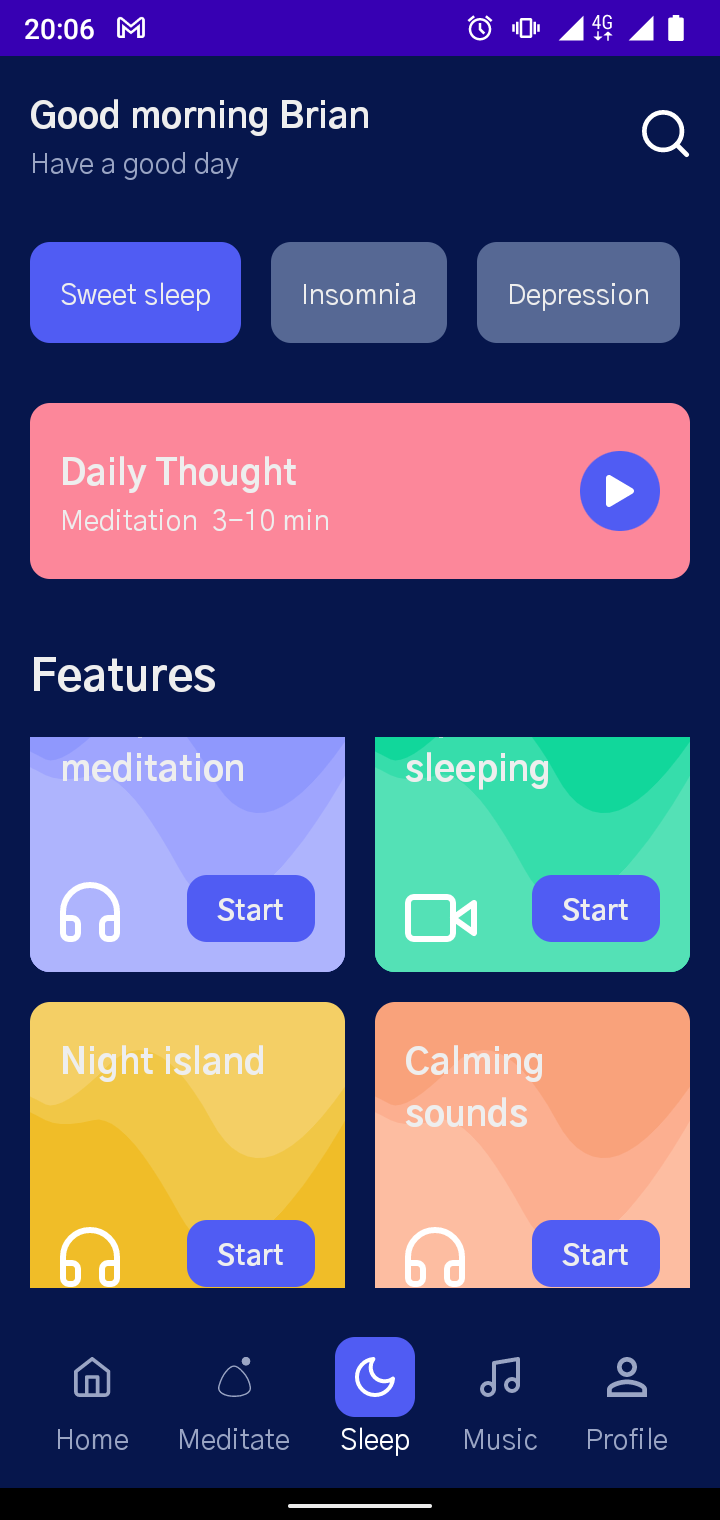 20:06
4G
Good morning Brian
Have a good day
Sweet sleep
Insomnia
Depression
Daily Thought
Meditation  3-10 min
Features
meditation
Start
sleeping
Start
Night island
Start
Calming
sounds
Start
Home
Meditate
Sleep
Music
Profile